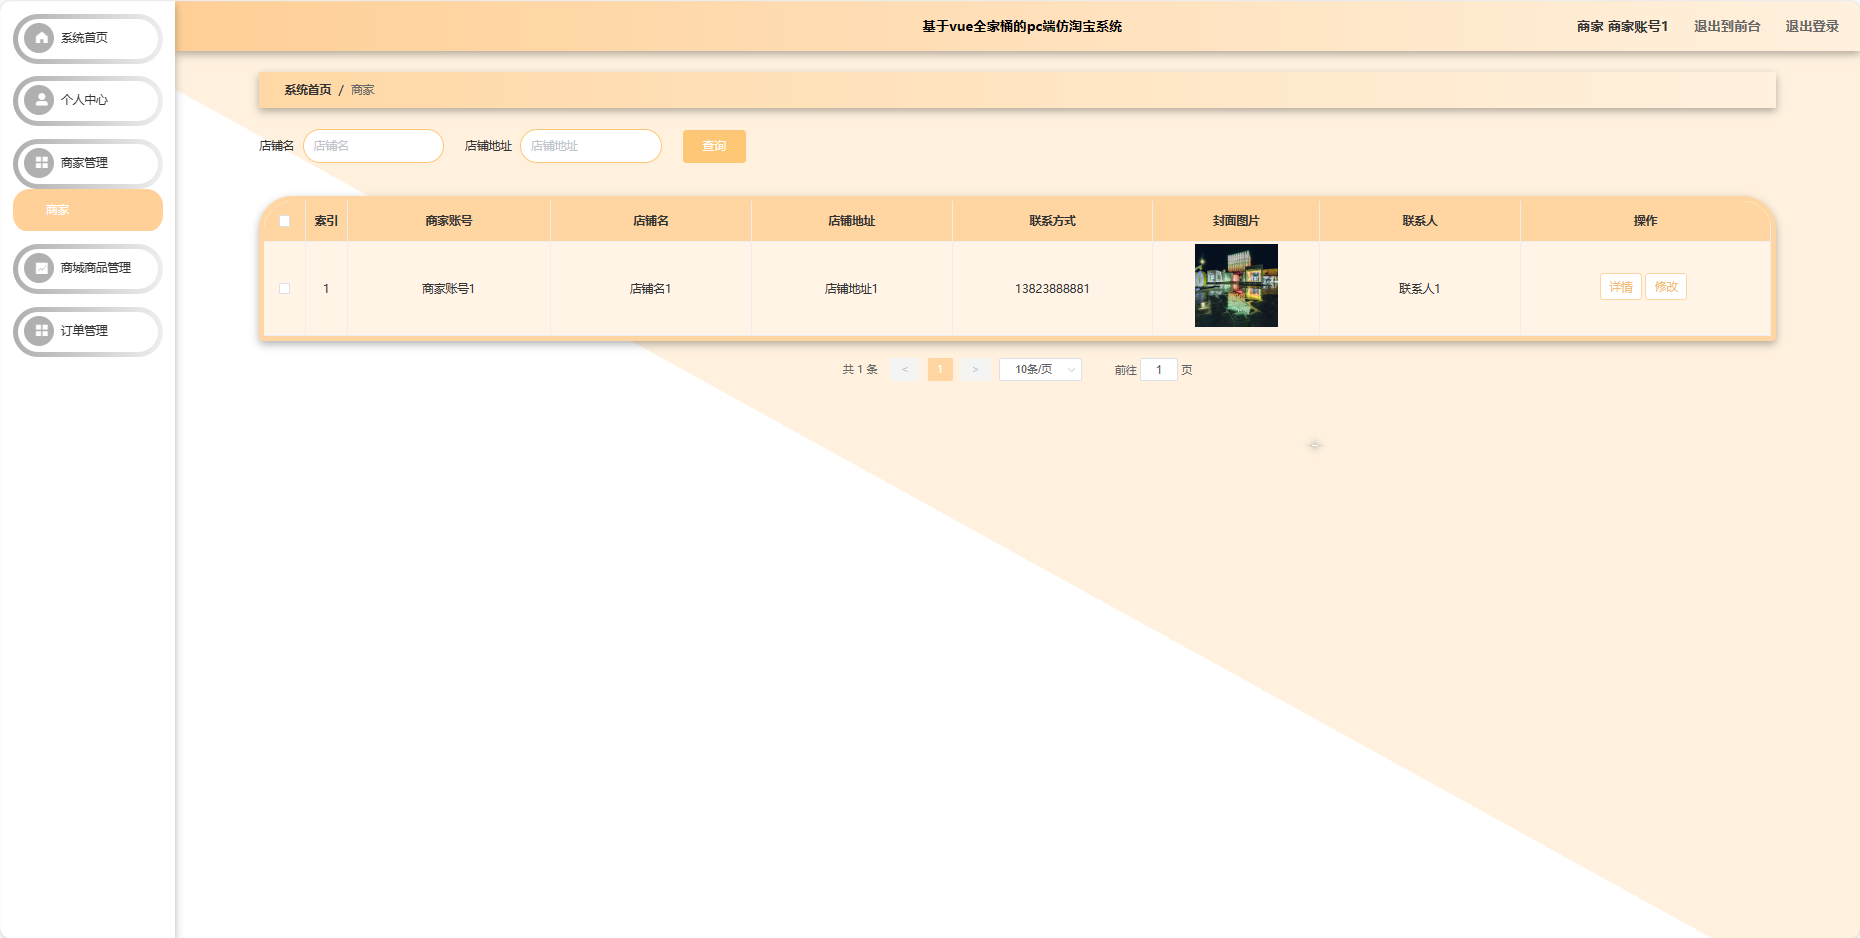 基于vue全家桶的pc端仿淘宝系统
商家 商家账号1 退出到前台 退出登录
系统首页
个人中心
商家管理
商家
商城商品管理
订单管理
系统首页 / 商家
店铺名 店铺名 店铺地址 店铺地址 查询
索引 商家账号 店铺名 店铺地址 联系方式 封面图片 联系人 操作
1 商家账号1 店铺名1 店铺地址1 13823888881 联系人1 详情 修改
共 1 条 < 1 > 10条/页 前往 1 页